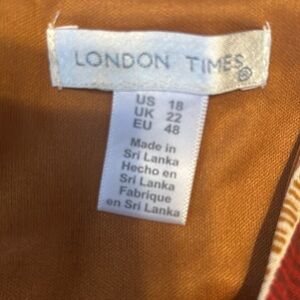 LONDON TIMES®
US 18
UK 22
EU 48
Made in
Sri Lanka
Hecho en
Sri Lanka
Fabrique
en Sri Lanka